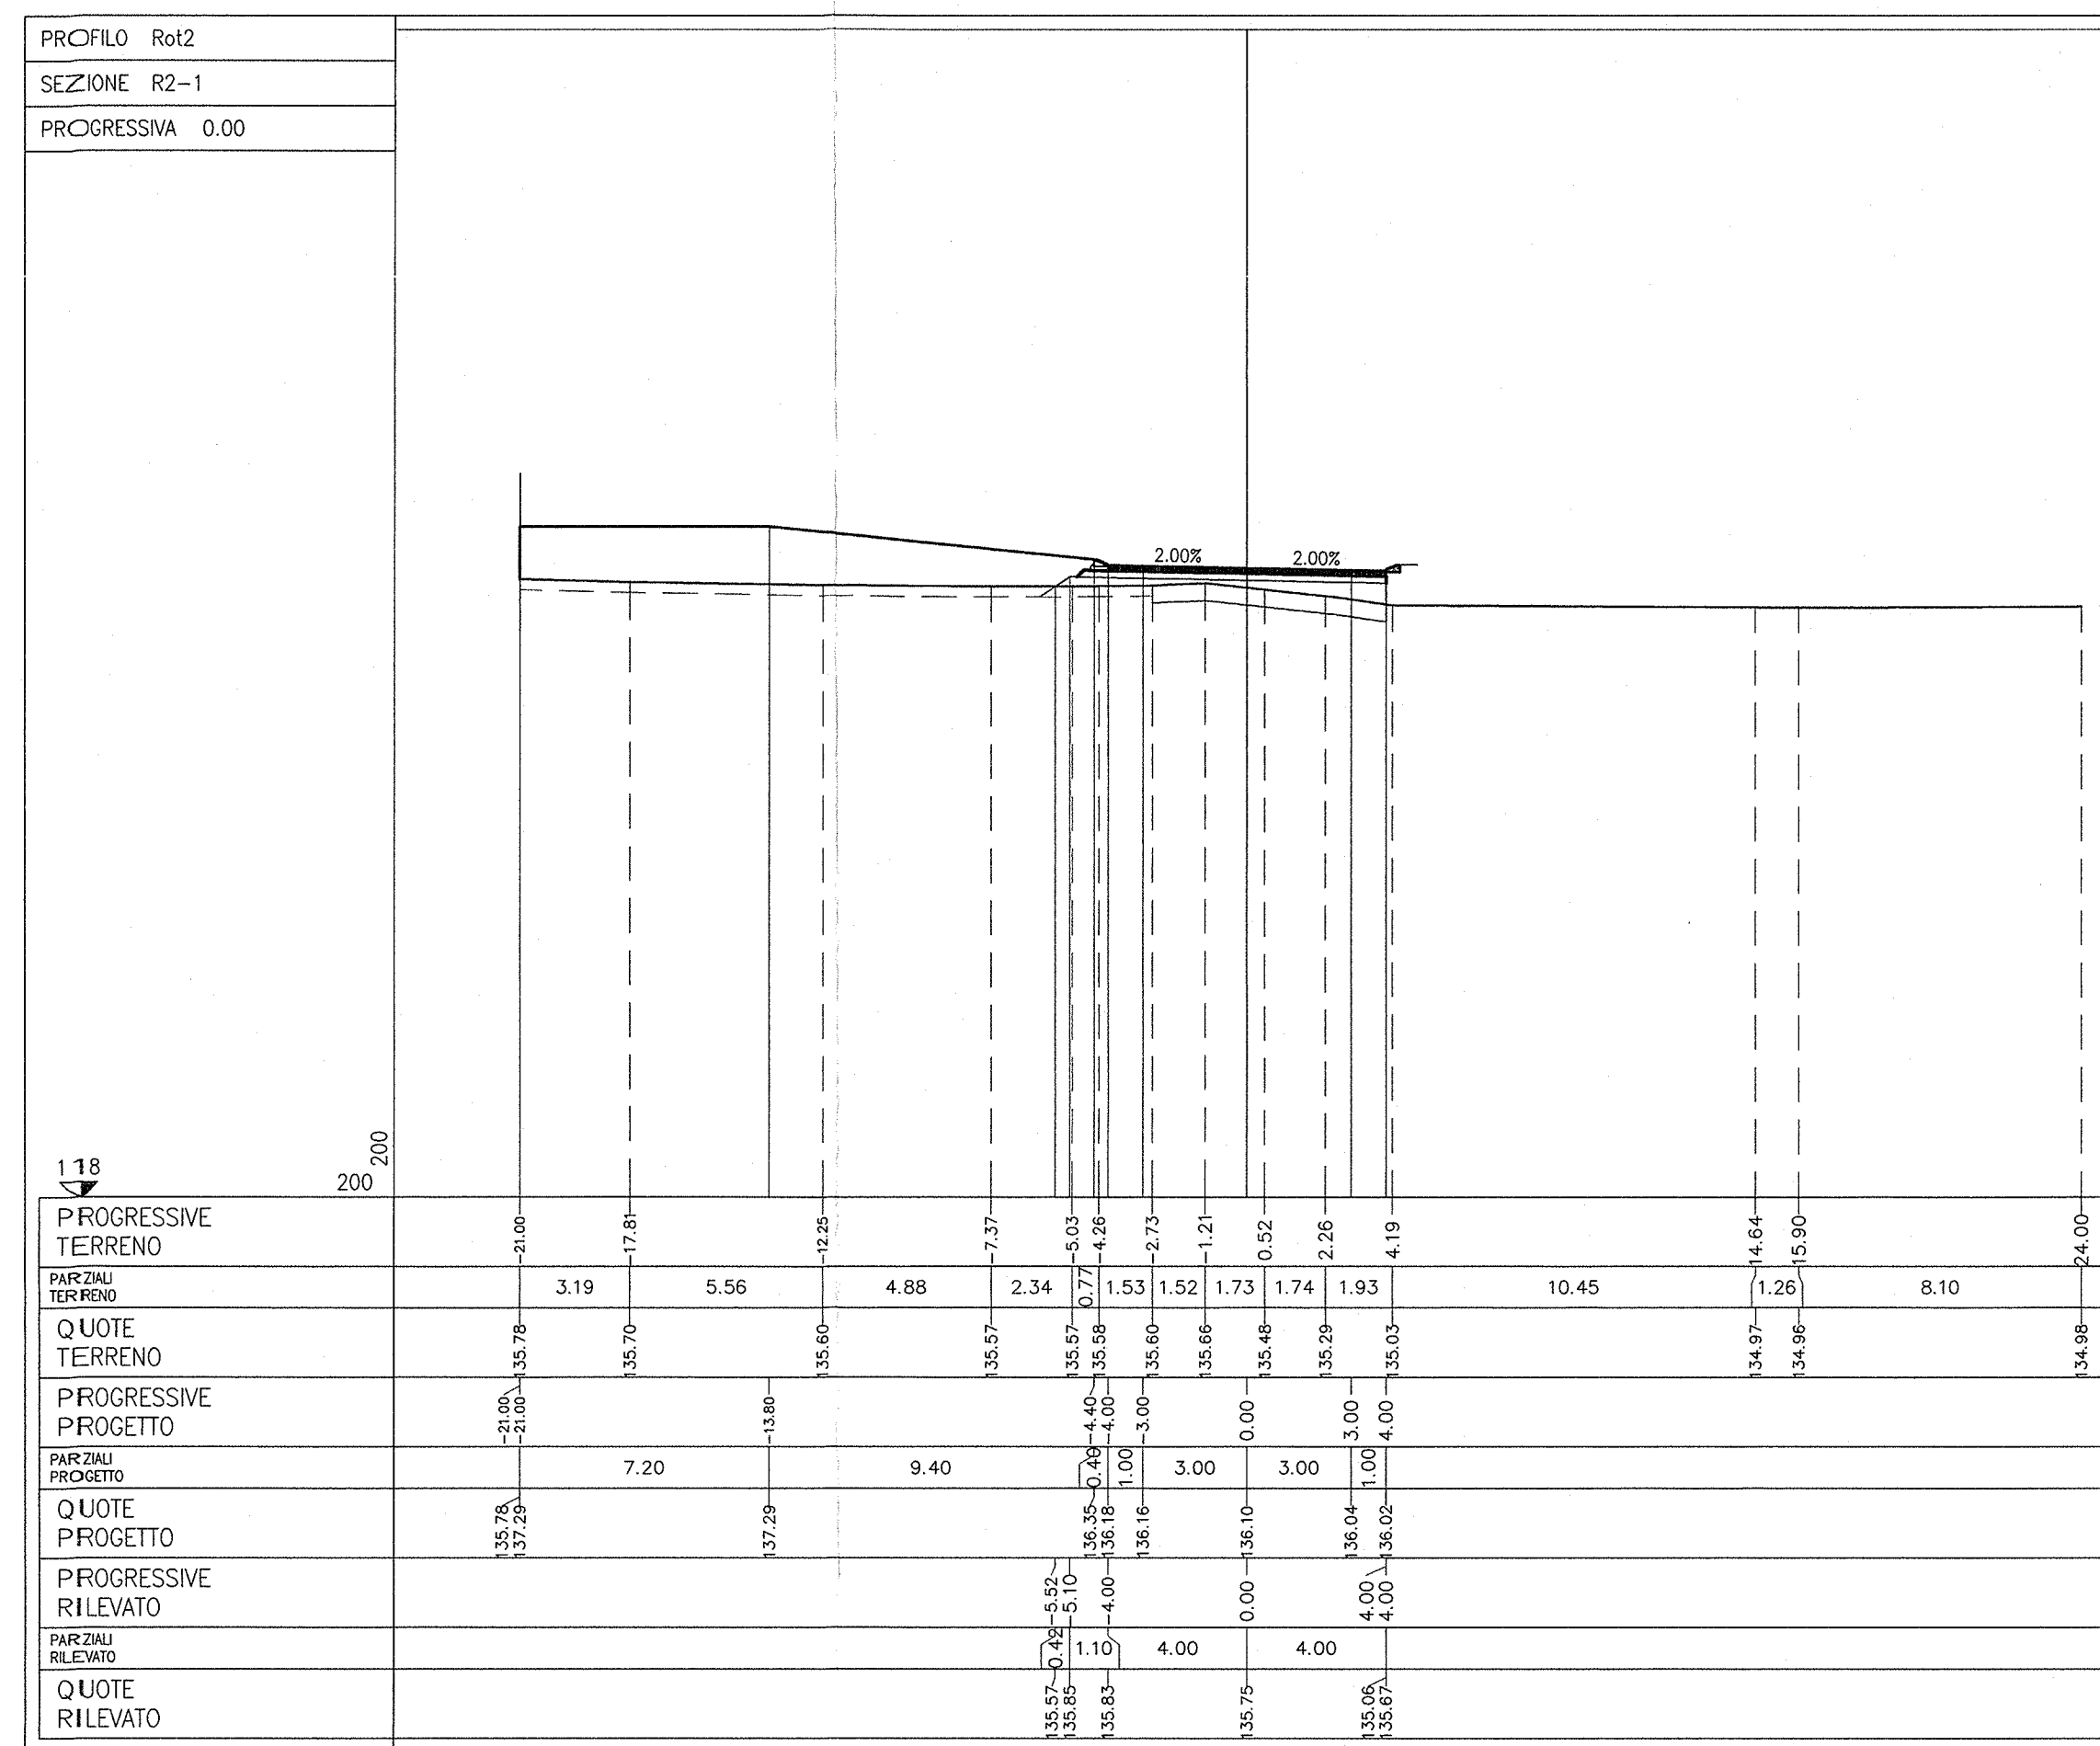 PROFILO Rot2
SEZIONE R2-1
PROGRESSIVA 0.00
2.00% 2.00%
118
200
200
PROGRESSIVE TERRENO
-21.00 -17.81 -12.25 -7.37 -5.03 -4.26 -2.73 -1.21 0.52 2.26 4.19 14.64 15.90 24.00
PARZIALI TERRENO
3.19 5.56 4.88 2.34 0.77 1.53 1.52 1.73 1.74 1.93 10.45 1.26 8.10
QUOTE TERRENO
135.78 135.70 135.60 135.57 135.57 135.58 135.60 135.66 135.48 135.29 135.03 134.97 134.96 134.98
PROGRESSIVE PROGETTO
-21.00 -21.00 -13.80 -4.40 -4.00 -3.00 0.00 3.00 4.00
PARZIALI PROGETTO
7.20 9.40 0.40 1.00 3.00 3.00 1.00
QUOTE PROGETTO
135.78 137.29 137.29 136.35 136.18 136.16 136.10 136.04 136.02
PROGRESSIVE RILEVATO
-5.52 -5.10 -4.00 0.00 4.00 4.00
PARZIALI RILEVATO
0.42 1.10 4.00 4.00
QUOTE RILEVATO
135.57 135.85 135.83 135.75 135.06 135.67